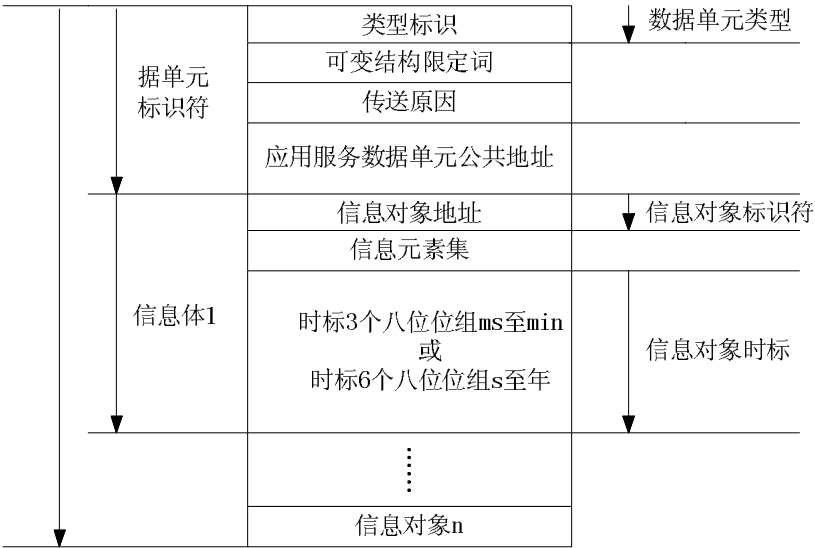 类型标识
数据单元类型
可变结构限定词
据单元
标识符
传送原因
应用服务数据单元公共地址
信息对象地址
信息对象标识符
信息元素集
信息体1
时标3个八位位组ms至min
或
时标6个八位位组s至年
信息对象时标
信息对象n